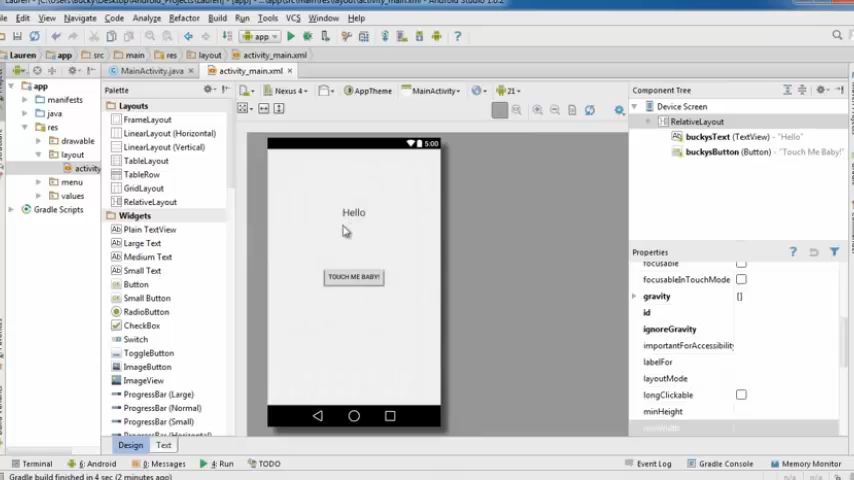 Edit View Navigate Code Analyze Refactor Build Run Tools VCS Window Help
app
Lauren app src main res layout activity_main.xml
MainActivity.java activity_main.xml
app
manifests
java
res
drawable
layout
activity
menu
values
Gradle Scripts
Palette
Layouts
FrameLayout
LinearLayout (Horizontal)
LinearLayout (Vertical)
TableLayout
TableRow
GridLayout
RelativeLayout
Widgets
Plain TextView
Large Text
Medium Text
Small Text
Button
Small Button
RadioButton
CheckBox
Switch
ToggleButton
ImageButton
ImageView
ProgressBar (Large)
ProgressBar (Normal)
ProgressBar (Small)
ProgressBar (Horizontal)
Design Text
Nexus 4 AppTheme MainActivity 21
5:00
Hello
TOUCH ME BABY!
Component Tree
Device Screen
RelativeLayout
buckysText (TextView) - "Hello"
buckysButton (Button) - "Touch Me Baby!"
Properties
focusable
focusableInTouchMode
gravity []
id
ignoreGravity
importantForAccessibility
labelFor
layoutMode
longClickable
minHeight
minWidth
Terminal 6: Android 0: Messages 4: Run TODO Event Log Gradle Console Memory Monitor
Gradle build finished in 4 sec (2 minutes ago) n/a n/a